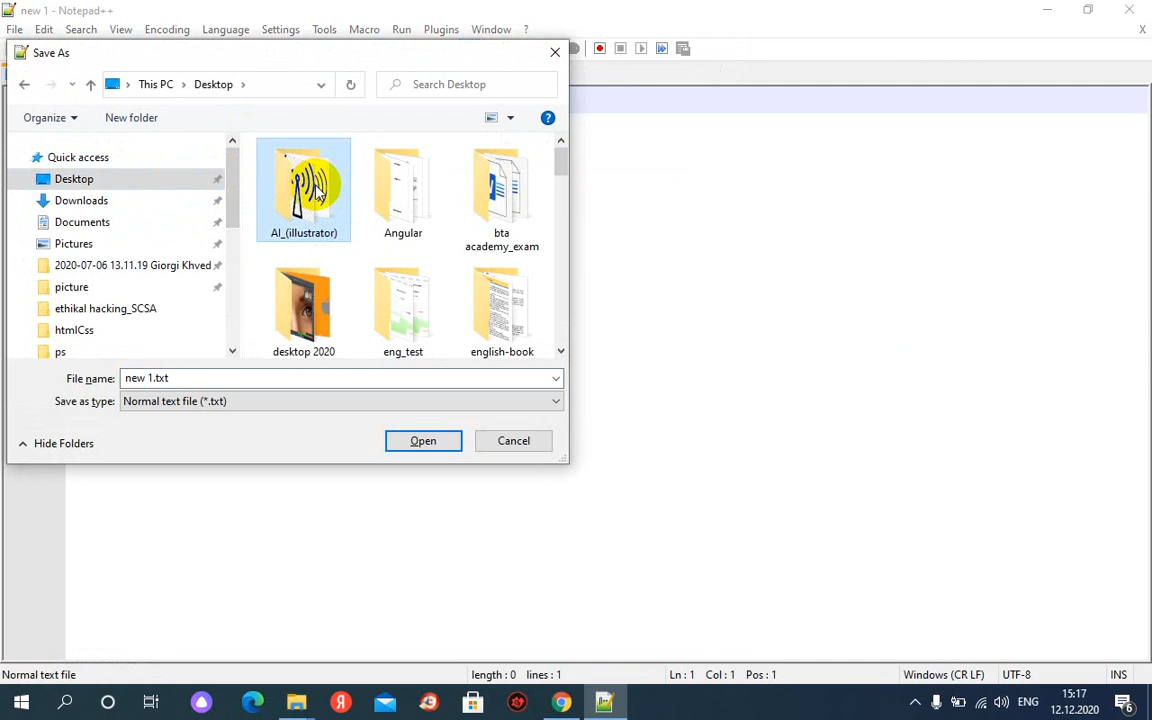 new 1 - Notepad++
File Edit Search View Encoding Language Settings Tools Macro Run Plugins Window ? X
Save As
This PC Desktop Search Desktop
Organize New folder ?
Quick access
Desktop
Downloads
Documents
Pictures
2020-07-06 13.11.19 Giorgi Khved
picture
ethikal hacking_SCSA
htmlCss
ps
AI_(illustrator) Angular bta
academy_exam
desktop 2020 eng_test english-book
File name: new 1.txt
Save as type: Normal text file (*.txt)
Hide Folders Open Cancel
Normal text file length : 0 lines : 1 Ln : 1 Col : 1 Pos : 1 Windows (CR LF) UTF-8 INS
ENG 15:17
12.12.2020 6